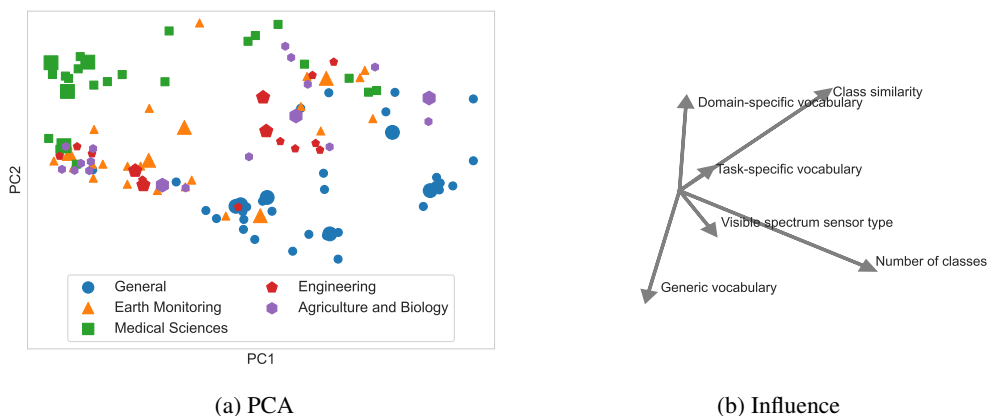 PC2
General
Earth Monitoring
Medical Sciences
Engineering
Agriculture and Biology
PC1
(a) PCA
Class similarity
Domain-specific vocabulary
Task-specific vocabulary
Visible spectrum sensor type
Number of classes
Generic vocabulary
(b) Influence